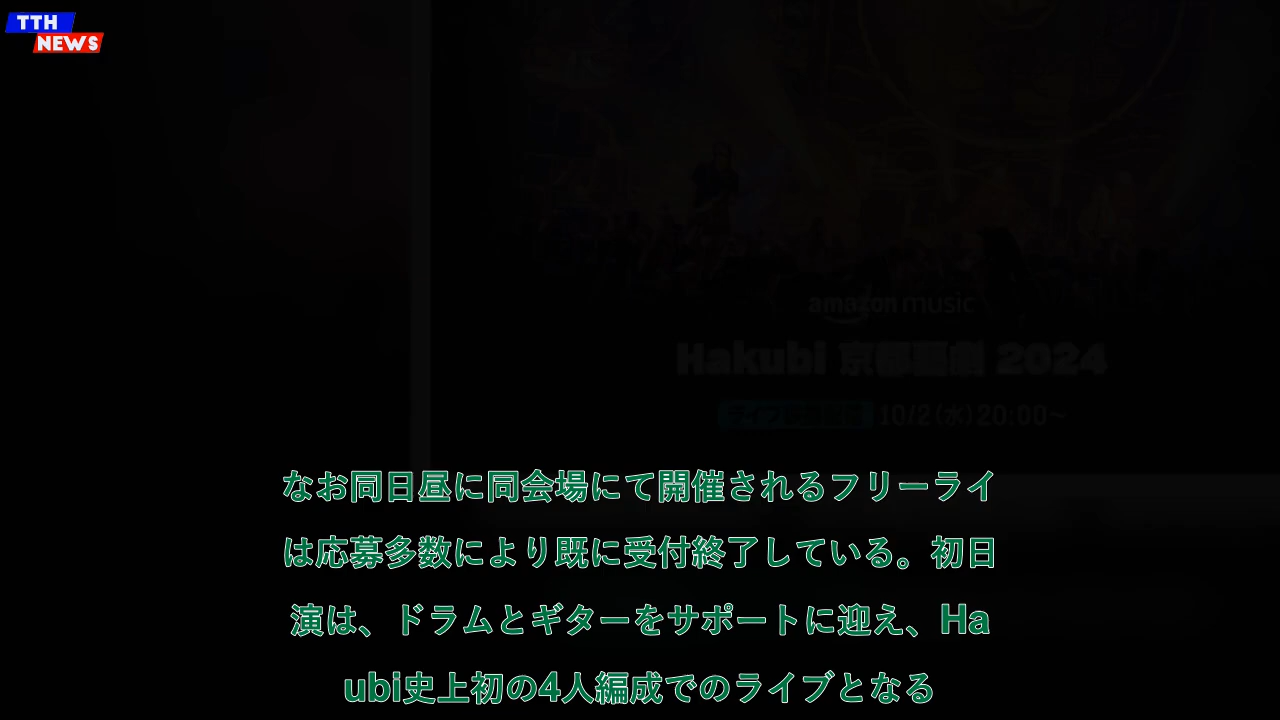 TTH
NEWS
amazon music
Hakubi 京都藝劇 2024
10/2(水)20:00~
なお同日昼に同会場にて開催されるフリーライ
は応募多数により既に受付終了している。初日
演は、ドラムとギターをサポートに迎え、Ha
ubi史上初の4人編成でのライブとなる